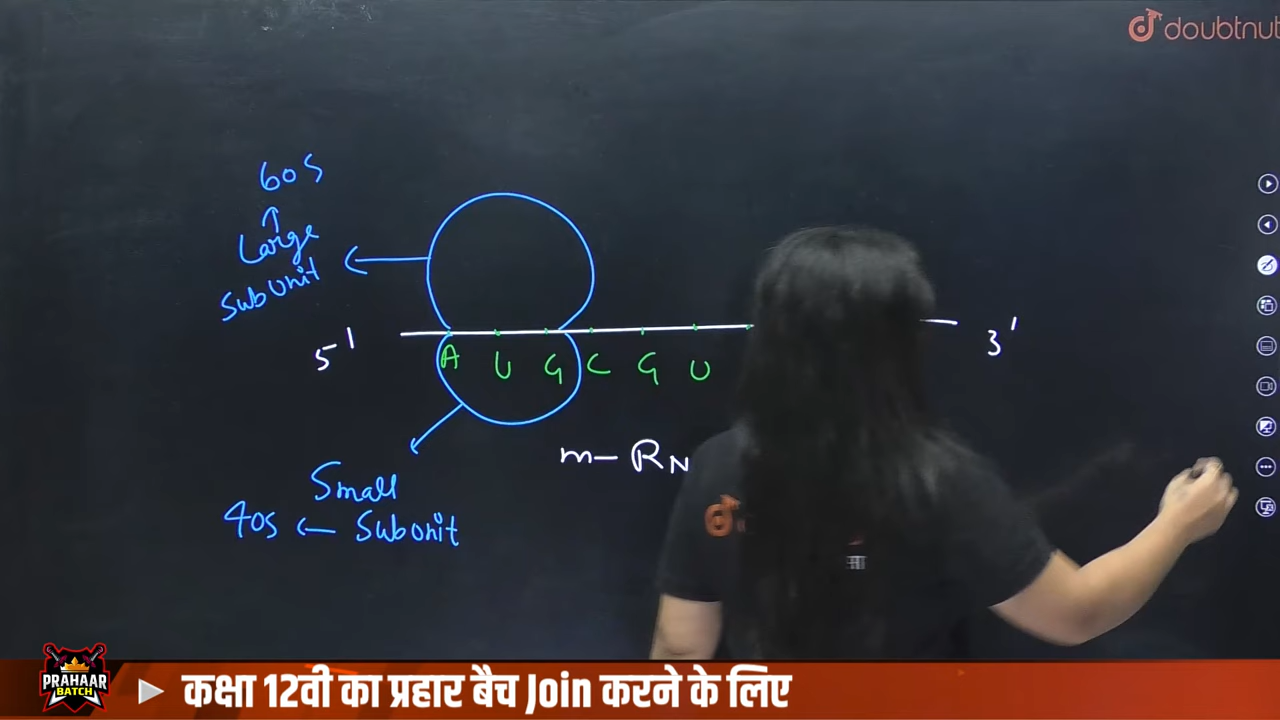 doubtnut
60S
Large
SubUnit
5'
3'
A U G C G U
m-RN
Small
40S ← Subunit
PRAHAAR
BATCH
कक्षा 12वी का प्रहार बैच Join करने के लिए